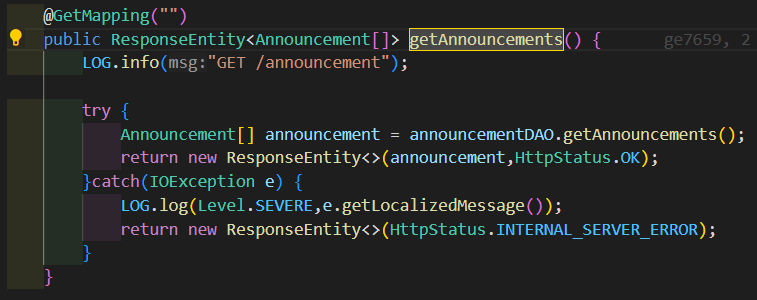 @GetMapping("")
public ResponseEntity<Announcement[]> getAnnouncements() {    ge7659, 2
    LOG.info(msg:"GET /announcement");

    try {
        Announcement[] announcement = announcementDAO.getAnnouncements();
        return new ResponseEntity<>(announcement,HttpStatus.OK);
    }catch(IOException e) {
        LOG.log(Level.SEVERE,e.getLocalizedMessage());
        return new ResponseEntity<>(HttpStatus.INTERNAL_SERVER_ERROR);
    }
}